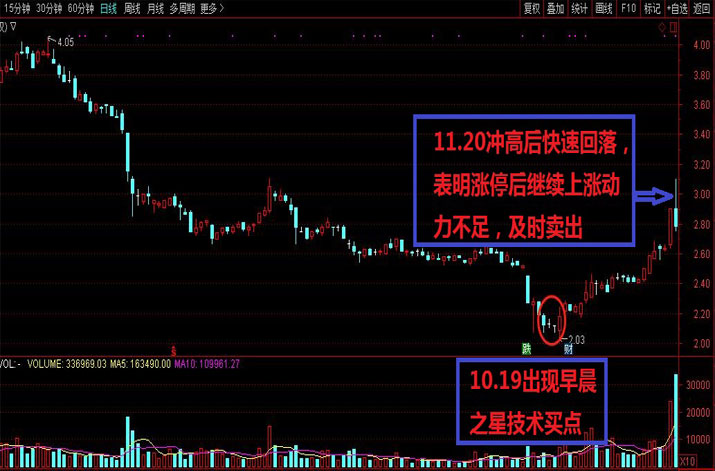 15分钟 30分钟 60分钟 日线 周线 月线 多周期 更多 〉 复权 叠加 统计 画线 F10 标记 *自选 返回
4.05
4.00
3.80
3.60
3.40
11.20冲高后快速回落，
表明涨停后继续上涨动
力不足，及时卖出
3.20
3.00
2.80
2.60
2.40
2.20
2.03
2.00
跌 财
VOL: - VOLUME: 336969.03 MA5: 163490.00 MA10: 109961.27
10.19出现早晨
之星技术买点
30000
20000
10000
X10